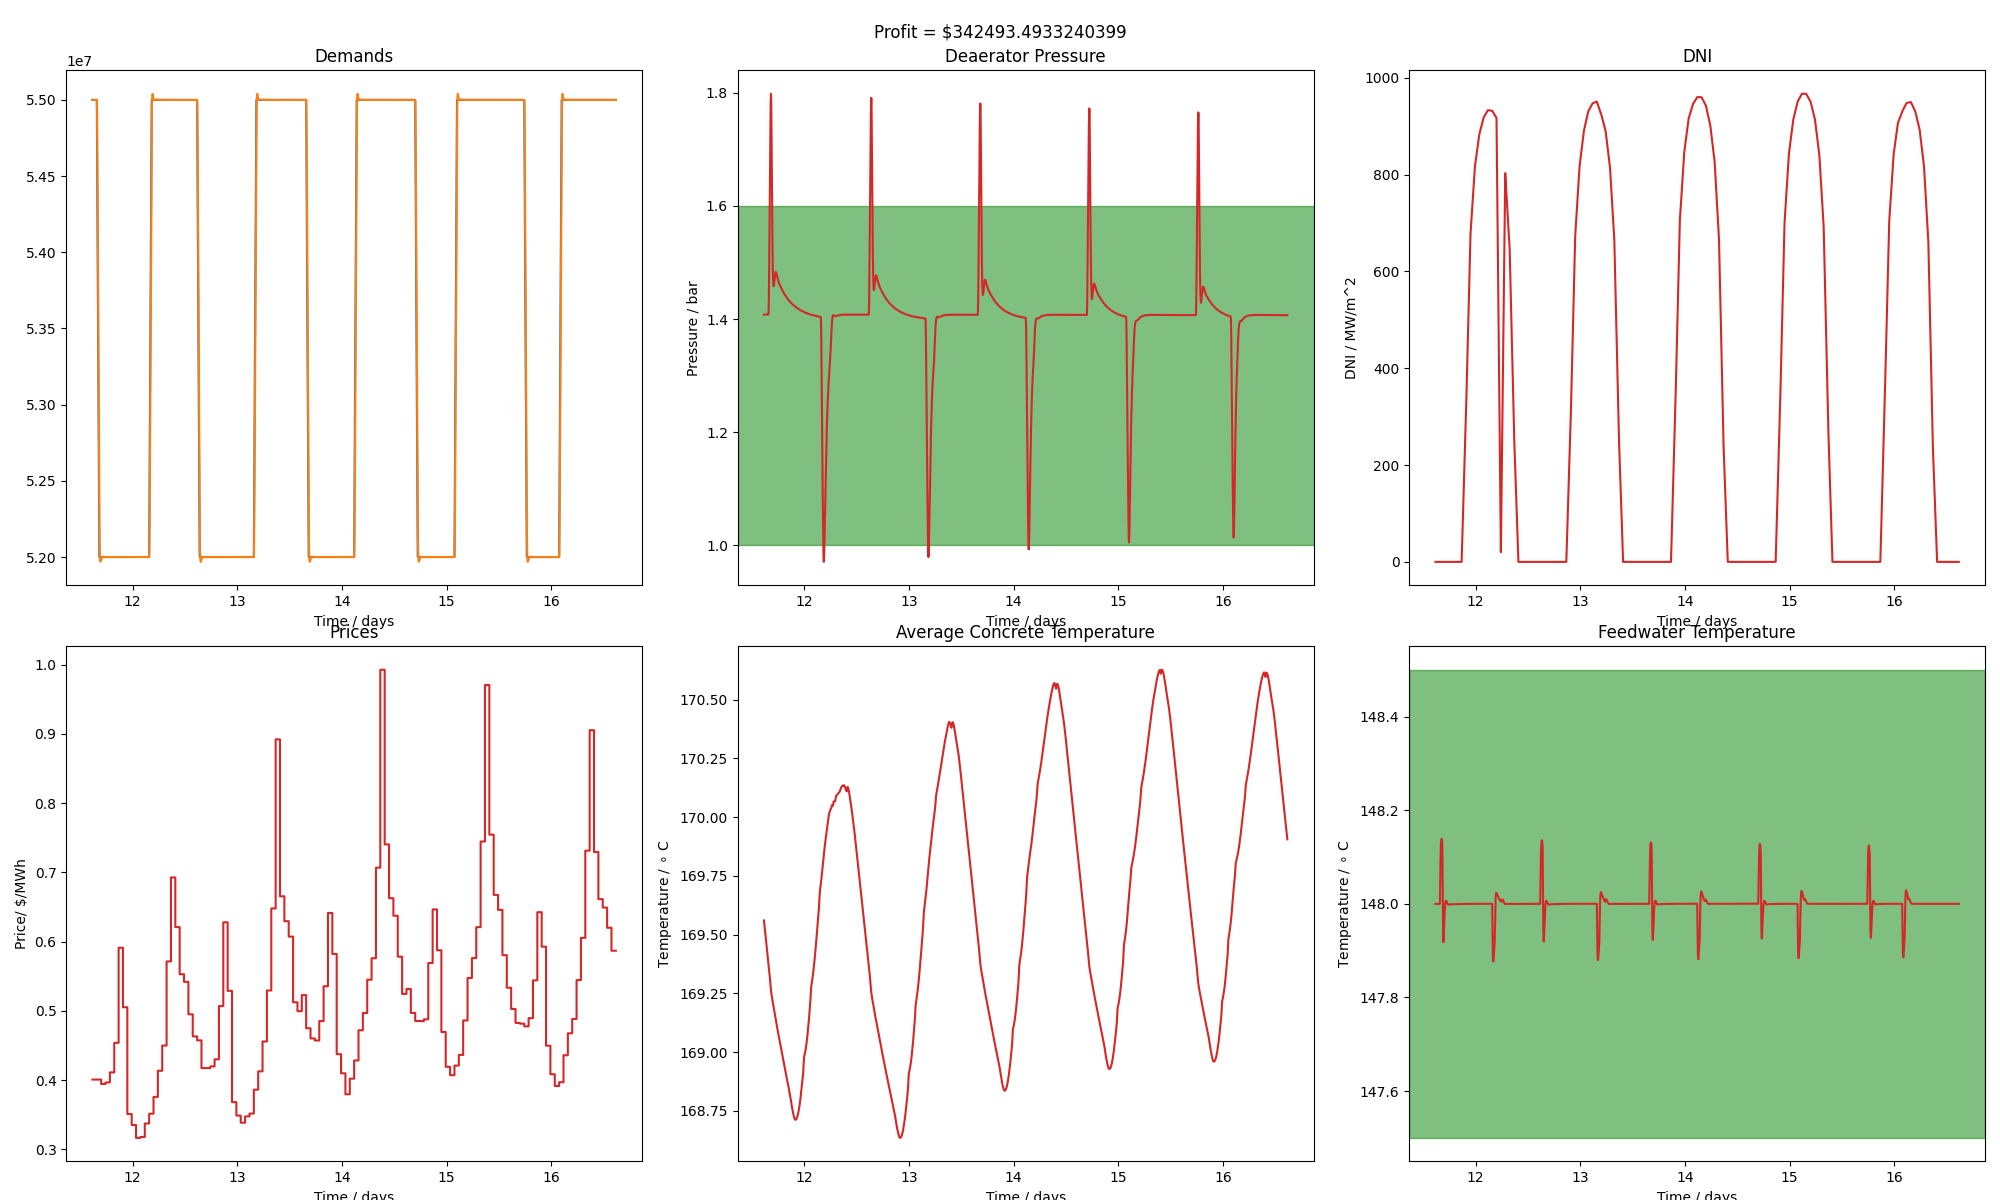 Profit = $342493.4933240399
Demands
1e7
5.50
5.45
5.40
5.35
5.30
5.25
5.20
12 13 14 15 16
Time / days
Deaerator Pressure
Pressure / bar
1.8
1.6
1.4
1.2
1.0
12 13 14 15 16
Time / days
DNI
DNI / MW/m^2
1000
800
600
400
200
0
12 13 14 15 16
Time / days
Prices
Price/ $/MWh
1.0
0.9
0.8
0.7
0.6
0.5
0.4
0.3
12 13 14 15 16
Time / days
Average Concrete Temperature
Temperature / ∘ C
170.50
170.25
170.00
169.75
169.50
169.25
169.00
168.75
12 13 14 15 16
Time / days
Feedwater Temperature
Temperature / ∘ C
148.4
148.2
148.0
147.8
147.6
12 13 14 15 16
Time / days